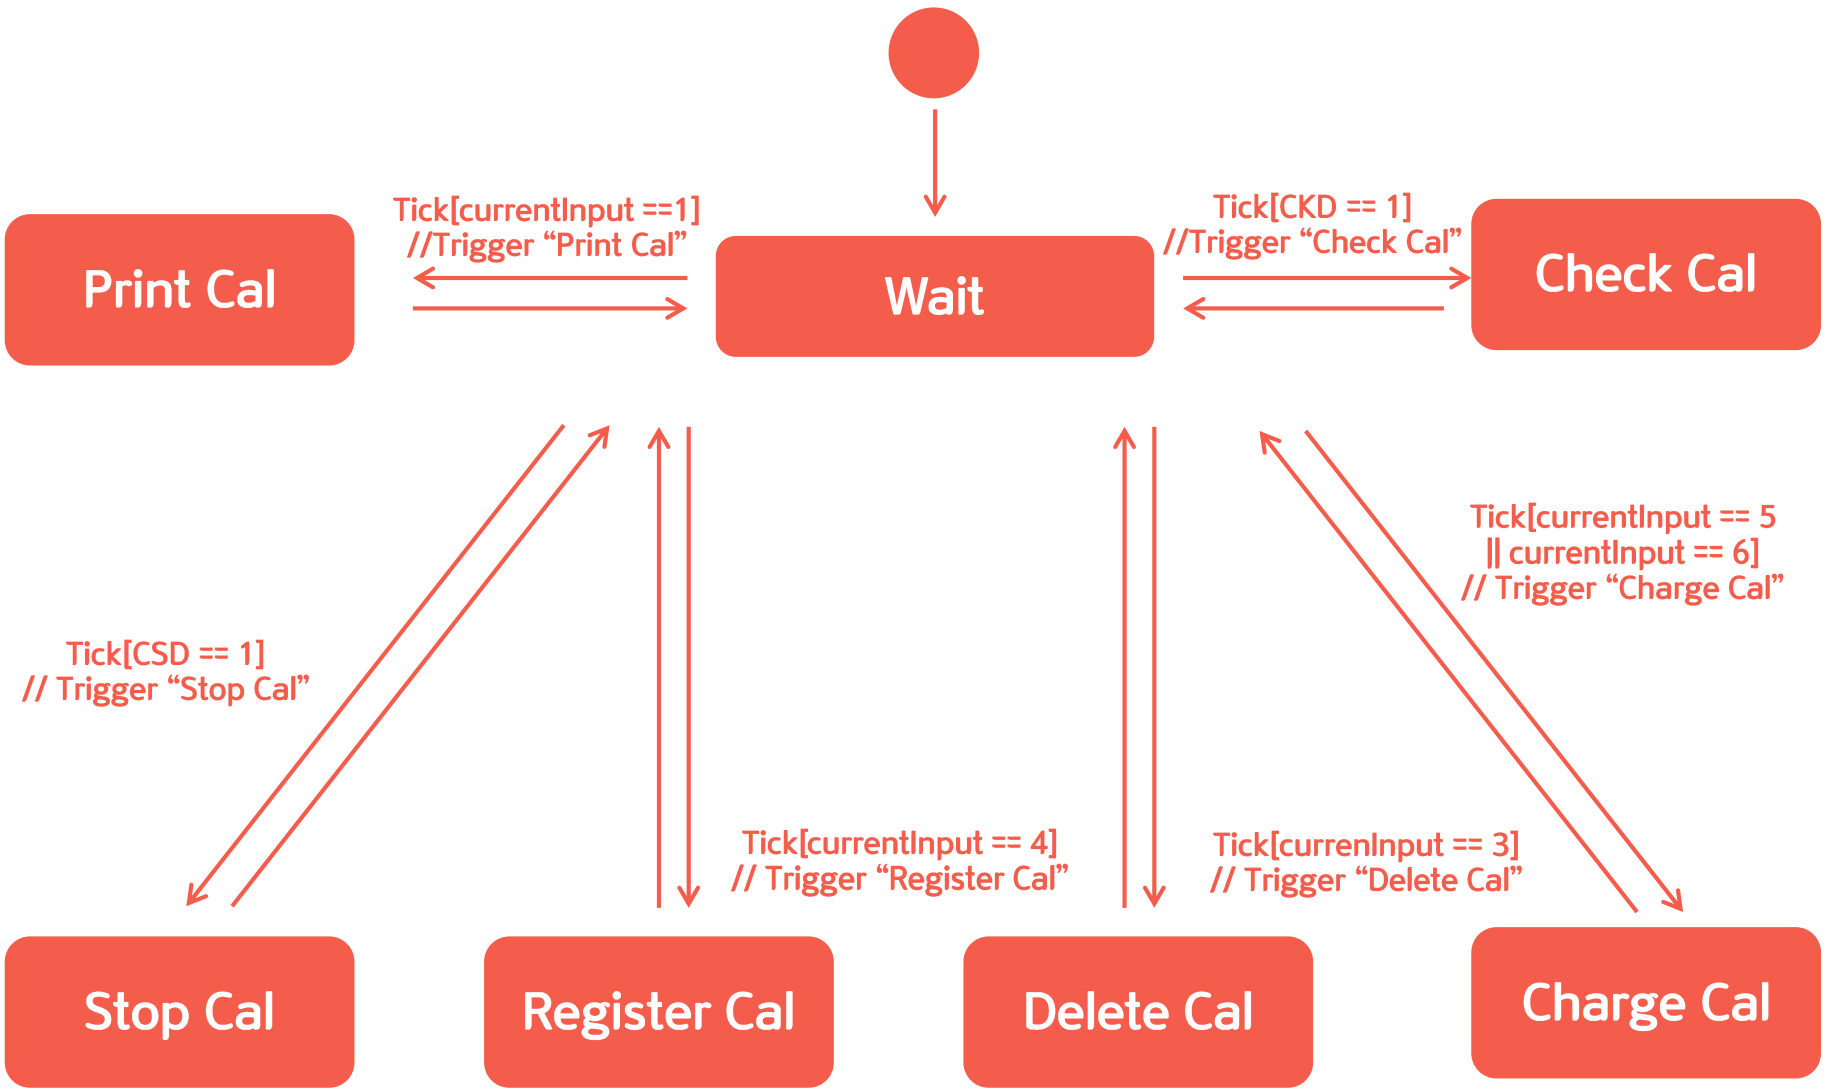 Tick[currentInput ==1]
//Trigger “Print Cal”
Tick[CKD == 1]
//Trigger “Check Cal”
Print Cal
Wait
Check Cal
Tick[currentInput == 5
|| currentInput == 6]
// Trigger “Charge Cal”
Tick[CSD == 1]
// Trigger “Stop Cal”
Tick[currentInput == 4]
// Trigger “Register Cal”
Tick[currenInput == 3]
// Trigger “Delete Cal”
Stop Cal
Register Cal
Delete Cal
Charge Cal